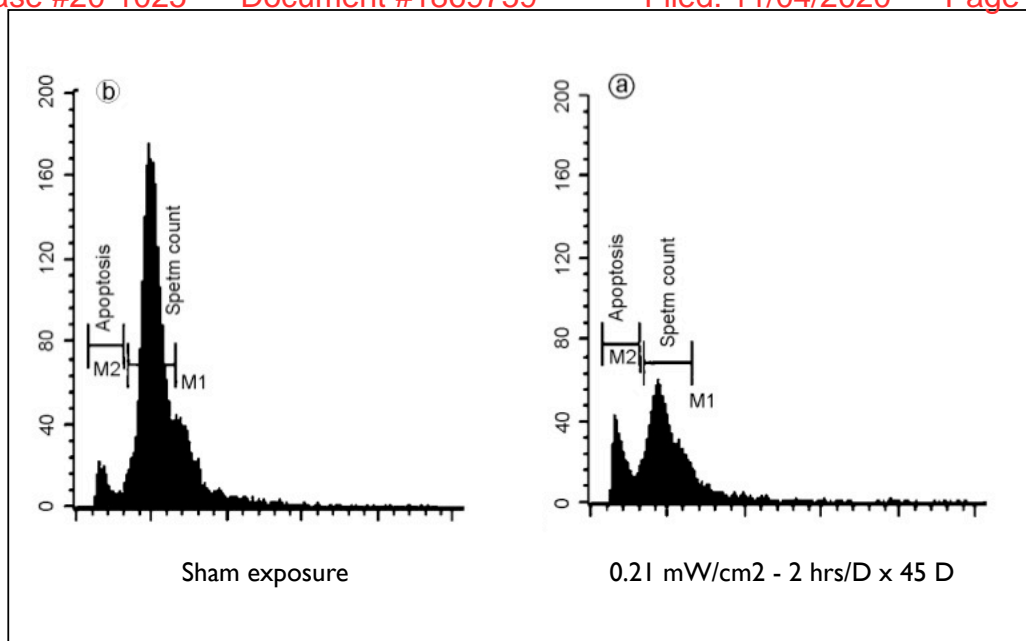 Case #20-1025 Document #1869759 Filed: 11/04/2020 Page
ⓑ
200
160
120
80
40
0
Apoptosis
M2
Spetm count
M1
Sham exposure
ⓐ
200
160
120
80
40
0
Apoptosis
M2
Spetm count
M1
0.21 mW/cm2 - 2 hrs/D x 45 D